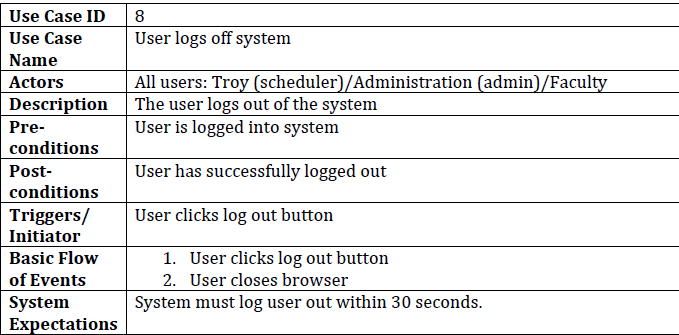 Use Case ID 8
Use Case User logs off system
Name
Actors All users: Troy (scheduler)/Administration (admin)/Faculty
Description The user logs out of the system
Pre- User is logged into system
conditions
Post- User has successfully logged out
conditions
Triggers/ User clicks log out button
Initiator
Basic Flow 1. User clicks log out button
of Events 2. User closes browser
System System must log user out within 30 seconds.
Expectations